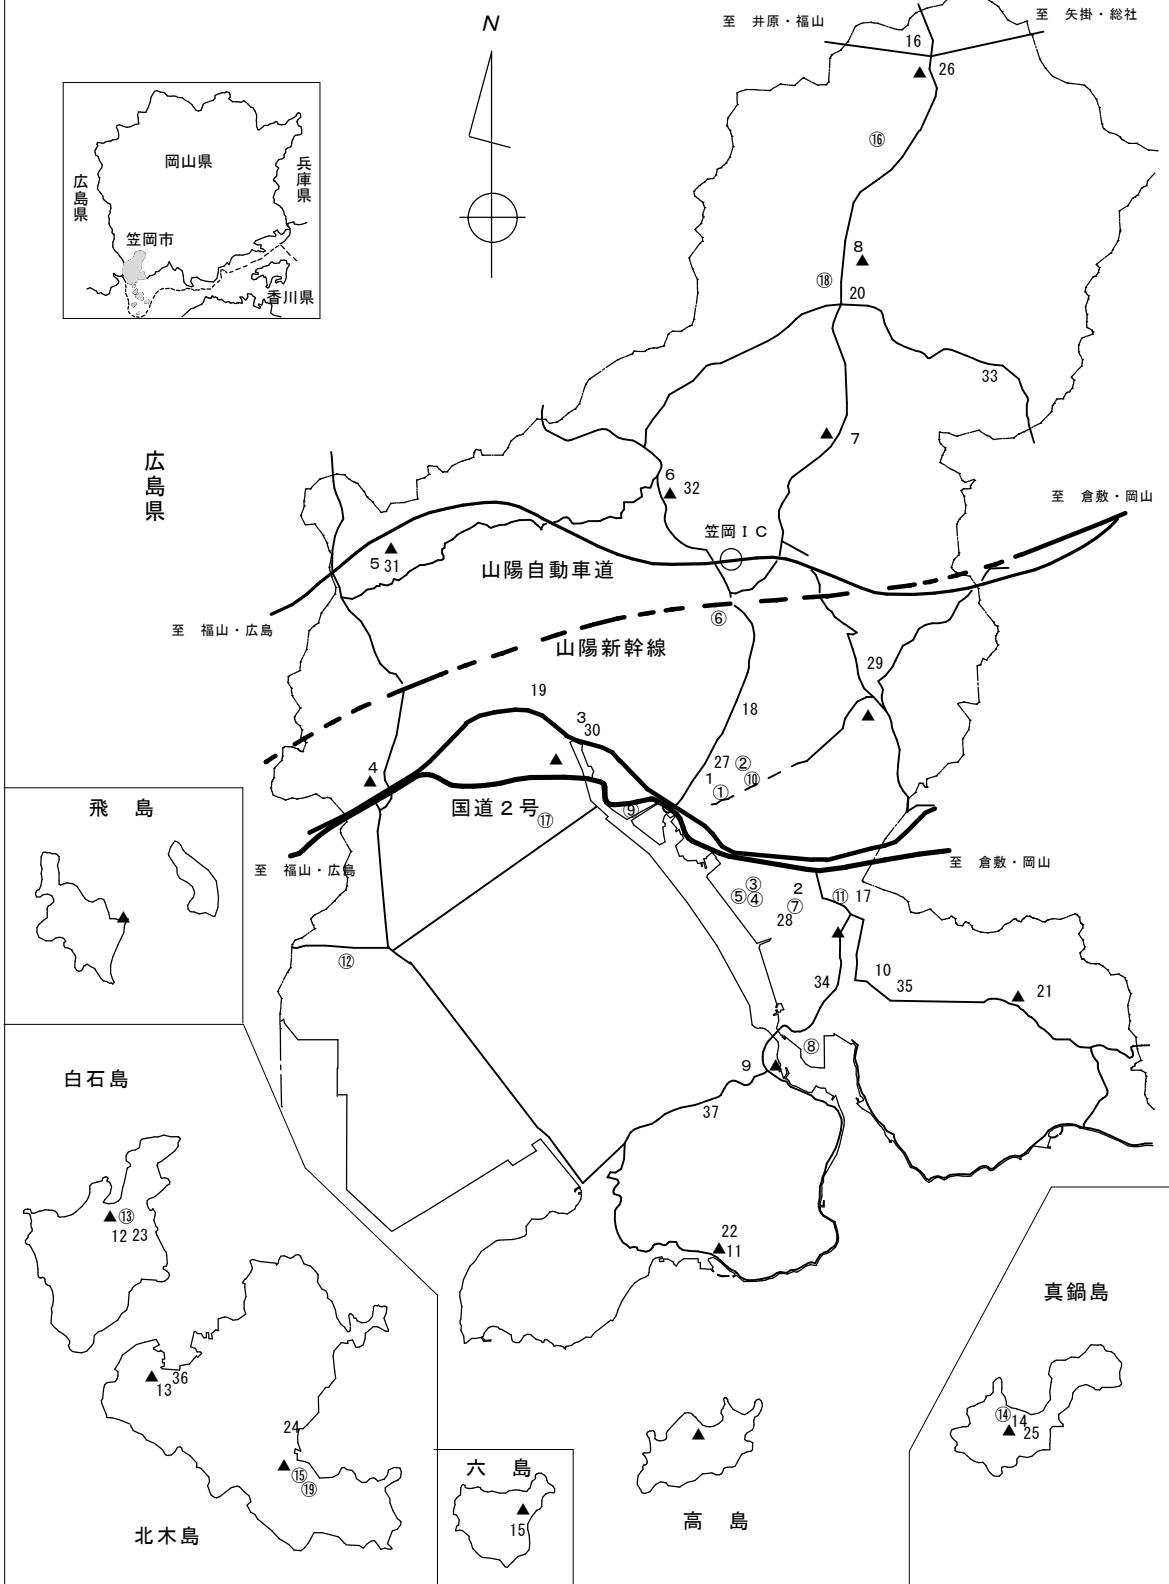 N
至 井原・福山
至 矢掛・総社
16
26
岡山県
兵庫県
広島県
笠岡市
香川県
⑯
8
⑱
20
33
7
広島県
6
32
至 倉敷・岡山
笠岡ＩＣ
5
31
山陽自動車道
⑥
至 福山・広島
山陽新幹線
29
19
18
3
30
27
②
4
1
⑩
①
飛 島
国道２号
⑨
⑰
至 福山・広島
至 倉敷・岡山
③
⑤
④
2
⑦
28
⑪
17
⑫
10
35
34
21
⑧
9
白石島
37
⑬
12
23
22
11
真鍋島
36
13
⑭
14
25
24
⑮
⑲
六 島
15
高 島
北木島